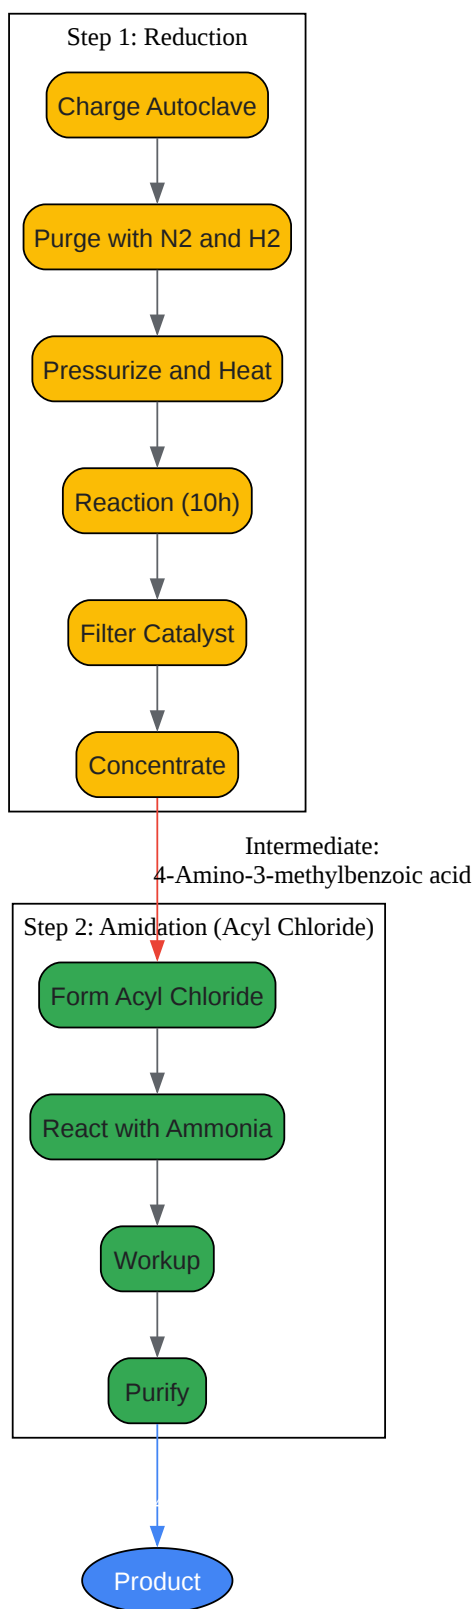 Step 1: Reduction
Charge Autoclave
Purge with N2 and H2
Pressurize and Heat
Reaction (10h)
Filter Catalyst
Concentrate
Intermediate:
4-Amino-3-methylbenzoic acid
Step 2: Amidation (Acyl Chloride)
Form Acyl Chloride
React with Ammonia
Workup
Purify
Product